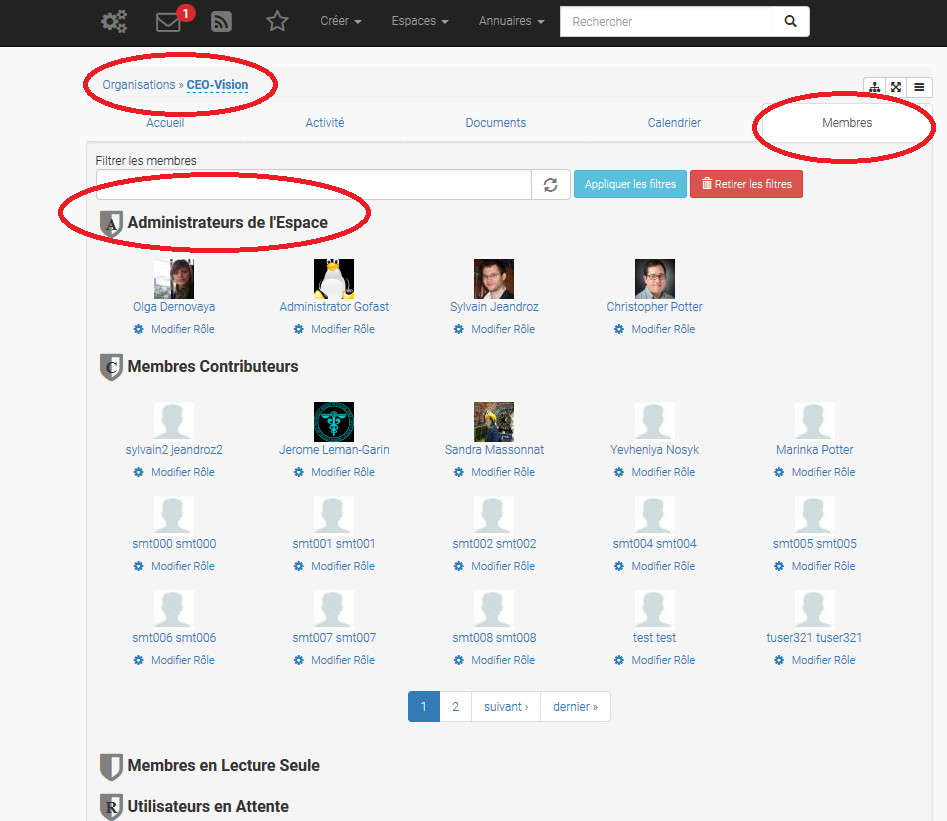 1
Créer Espaces Annuaires Rechercher
Organisations » CEO-Vision
Accueil Activité Documents Calendrier Membres
Filtrer les membres
Appliquer les filtres Retirer les filtres
A Administrateurs de l'Espace
Olga Dernovaya Administrator Gofast Sylvain Jeandroz Christopher Potter
Modifier Rôle Modifier Rôle Modifier Rôle Modifier Rôle
C Membres Contributeurs
sylvain2 jeandroz2 Jerome Leman-Garin Sandra Massonnat Yevheniya Nosyk Marinka Potter
Modifier Rôle Modifier Rôle Modifier Rôle Modifier Rôle Modifier Rôle
smt000 smt000 smt001 smt001 smt002 smt002 smt004 smt004 smt005 smt005
Modifier Rôle Modifier Rôle Modifier Rôle Modifier Rôle Modifier Rôle
smt006 smt006 smt007 smt007 smt008 smt008 test test tuser321 tuser321
Modifier Rôle Modifier Rôle Modifier Rôle Modifier Rôle Modifier Rôle
1 2 suivant › dernier »
Membres en Lecture Seule
R Utilisateurs en Attente